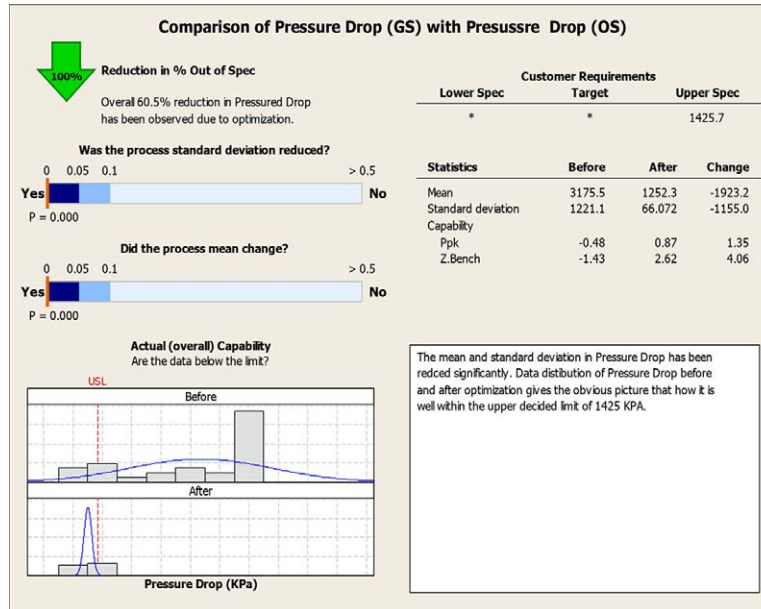 Comparison of Pressure Drop (GS) with Presussre Drop (OS)
100%
Reduction in % Out of Spec
Overall 60.5% reduction in Pressured Drop
has been observed due to optimization.
Was the process standard deviation reduced?
0 0.05 0.1 > 0.5
Yes No
P = 0.000
Did the process mean change?
0 0.05 0.1 > 0.5
Yes No
P = 0.000
Actual (overall) Capability
Are the data below the limit?
USL
Before
After
Pressure Drop (KPa)
Customer Requirements
Lower Spec Target Upper Spec
* * 1425.7
Statistics Before After Change
Mean 3175.5 1252.3 -1923.2
Standard deviation 1221.1 66.072 -1155.0
Capability
Ppk -0.48 0.87 1.35
Z.Bench -1.43 2.62 4.06
The mean and standard deviation in Pressure Drop has been
redced significantly. Data distibution of Pressure Drop before
and after optimization gives the obvious picture that how it is
well within the upper decided limit of 1425 KPA.